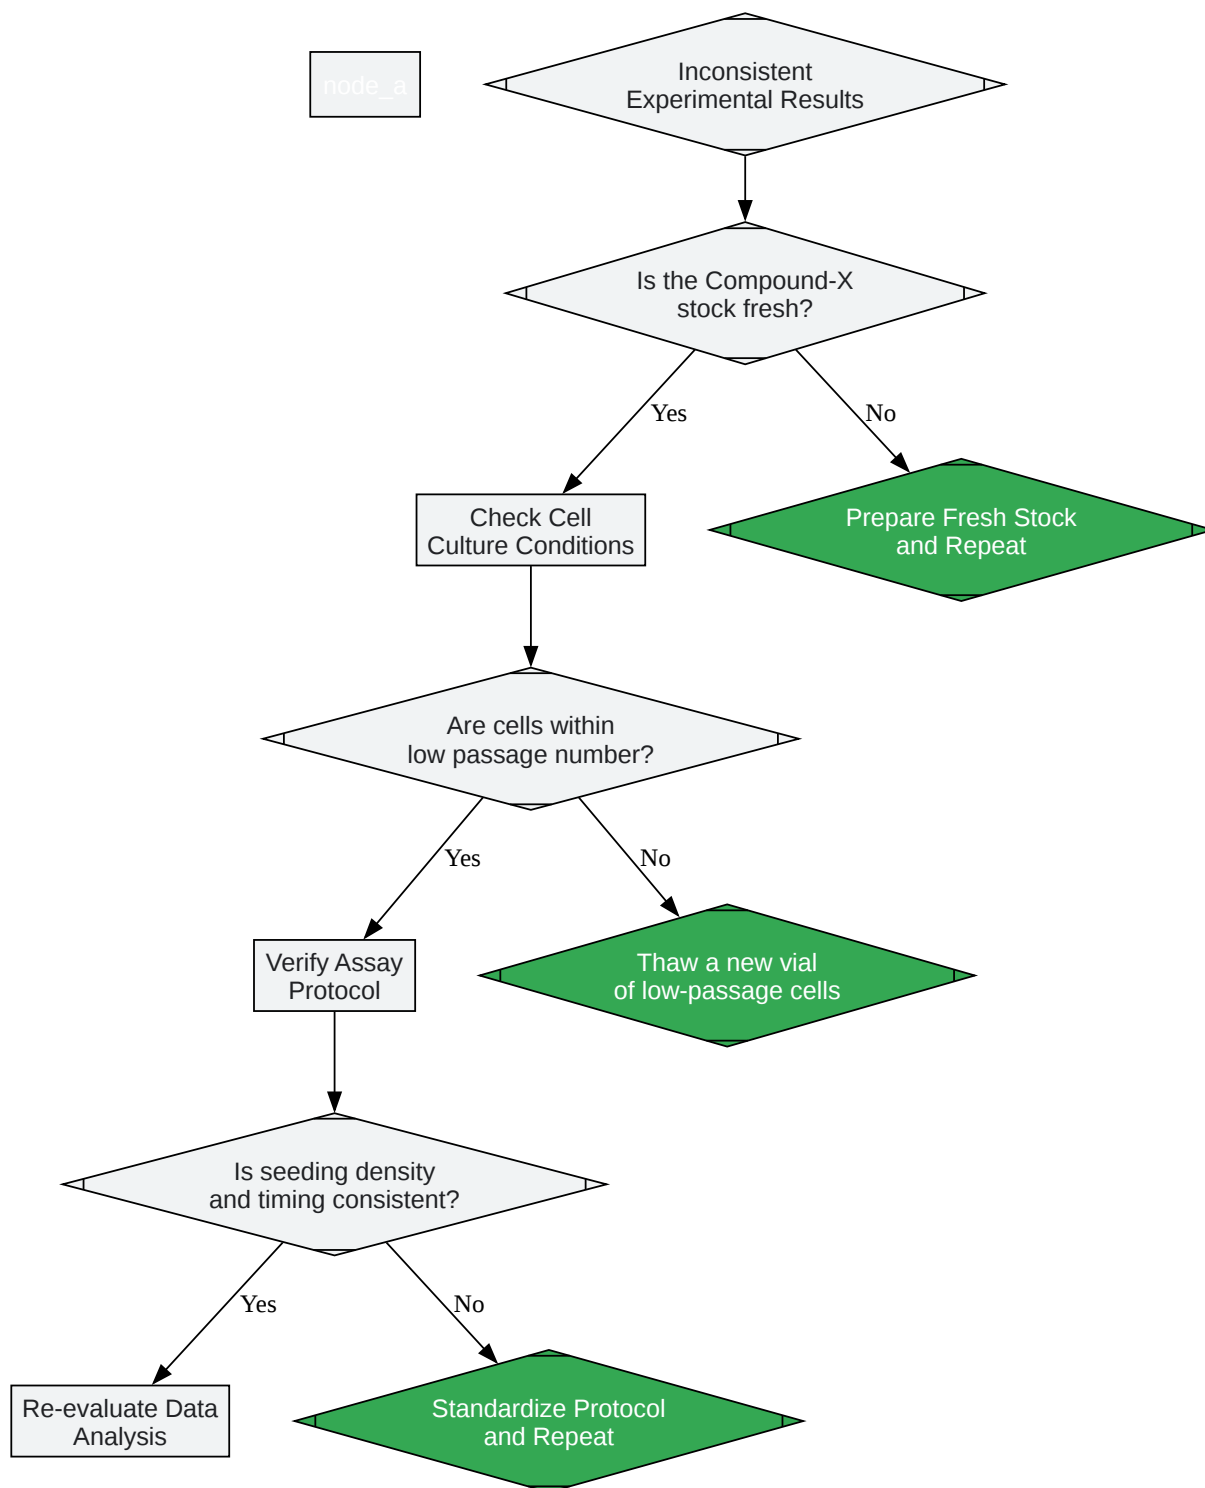 node_a
Inconsistent
Experimental Results
Is the Compound-X
stock fresh?
Yes
No
Check Cell
Culture Conditions
Prepare Fresh Stock
and Repeat
Are cells within
low passage number?
Yes
No
Verify Assay
Protocol
Thaw a new vial
of low-passage cells
Is seeding density
and timing consistent?
Yes
No
Re-evaluate Data
Analysis
Standardize Protocol
and Repeat